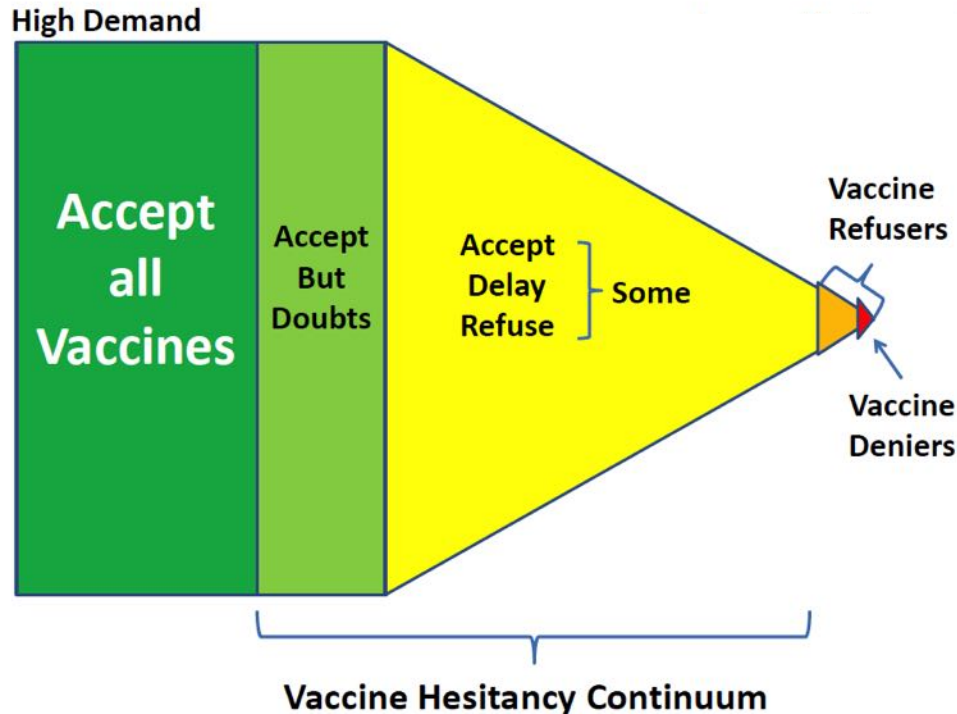 High Demand
Accept
all
Vaccines
Accept
But
Doubts
Accept
Delay
Refuse
Some
Vaccine
Refusers
Vaccine
Deniers
Vaccine Hesitancy Continuum